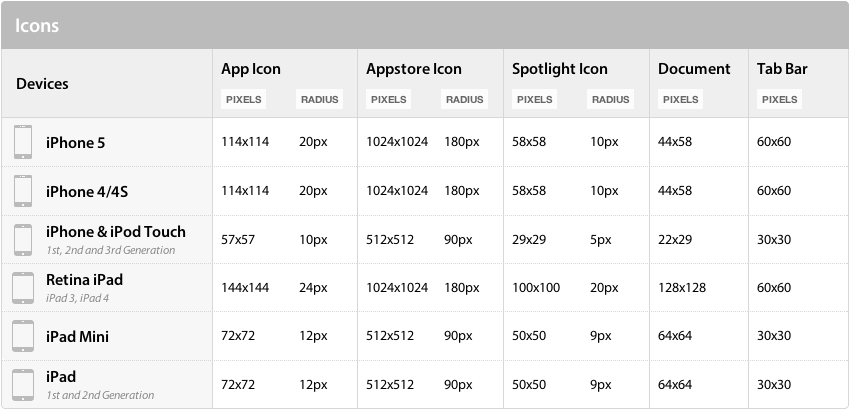 Icons
Devices App Icon Appstore Icon Spotlight Icon Document Tab Bar
PIXELS RADIUS PIXELS RADIUS PIXELS RADIUS PIXELS PIXELS
iPhone 5 114x114 20px 1024x1024 180px 58x58 10px 44x58 60x60
iPhone 4/4S 114x114 20px 1024x1024 180px 58x58 10px 44x58 60x60
iPhone & iPod Touch 57x57 10px 512x512 90px 29x29 5px 22x29 30x30
1st, 2nd and 3rd Generation
Retina iPad 144x144 24px 1024x1024 180px 100x100 20px 128x128 60x60
iPad 3, iPad 4
iPad Mini 72x72 12px 512x512 90px 50x50 9px 64x64 30x30
iPad 72x72 12px 512x512 90px 50x50 9px 64x64 30x30
1st and 2nd Generation